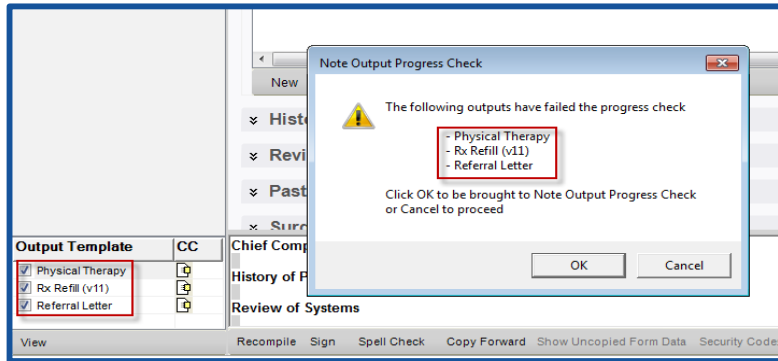 New
Note Output Progress Check
The following outputs have failed the progress check
- Physical Therapy
- Rx Refill (v11)
- Referral Letter
Click OK to be brought to Note Output Progress Check
or Cancel to proceed
OK Cancel
Histo
Revi
Past
Surg
Output Template CC
Physical Therapy
Rx Refill (v11)
Referral Letter
View
Chief Comp
History of P
Review of Systems
Recompile Sign Spell Check Copy Forward Show Uncopied Form Data Security Code